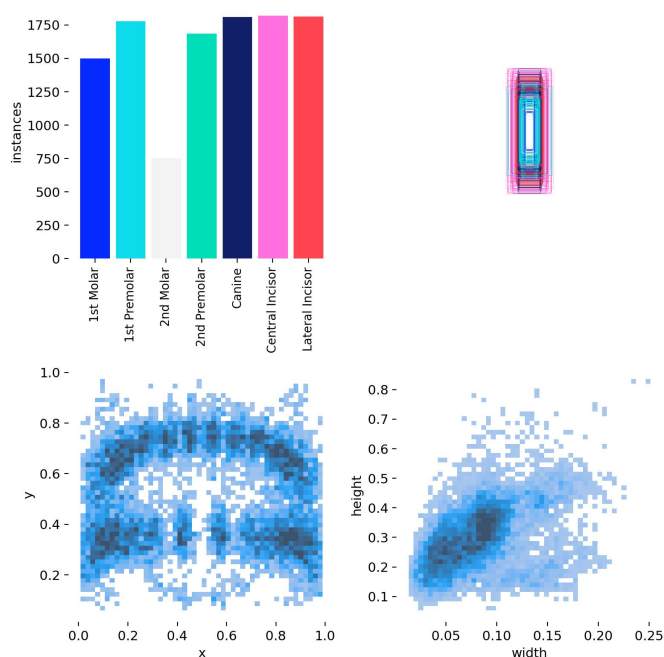 1750
1500
1250
1000
750
500
250
0
instances
1st Molar
1st Premolar
2nd Molar
2nd Premolar
Canine
Central Incisor
Lateral Incisor
1.0
0.8
0.6
0.4
0.2
y
0.0 0.2 0.4 0.6 0.8 1.0
x
0.8
0.7
0.6
0.5
0.4
0.3
0.2
0.1
height
0.05 0.10 0.15 0.20 0.25
width